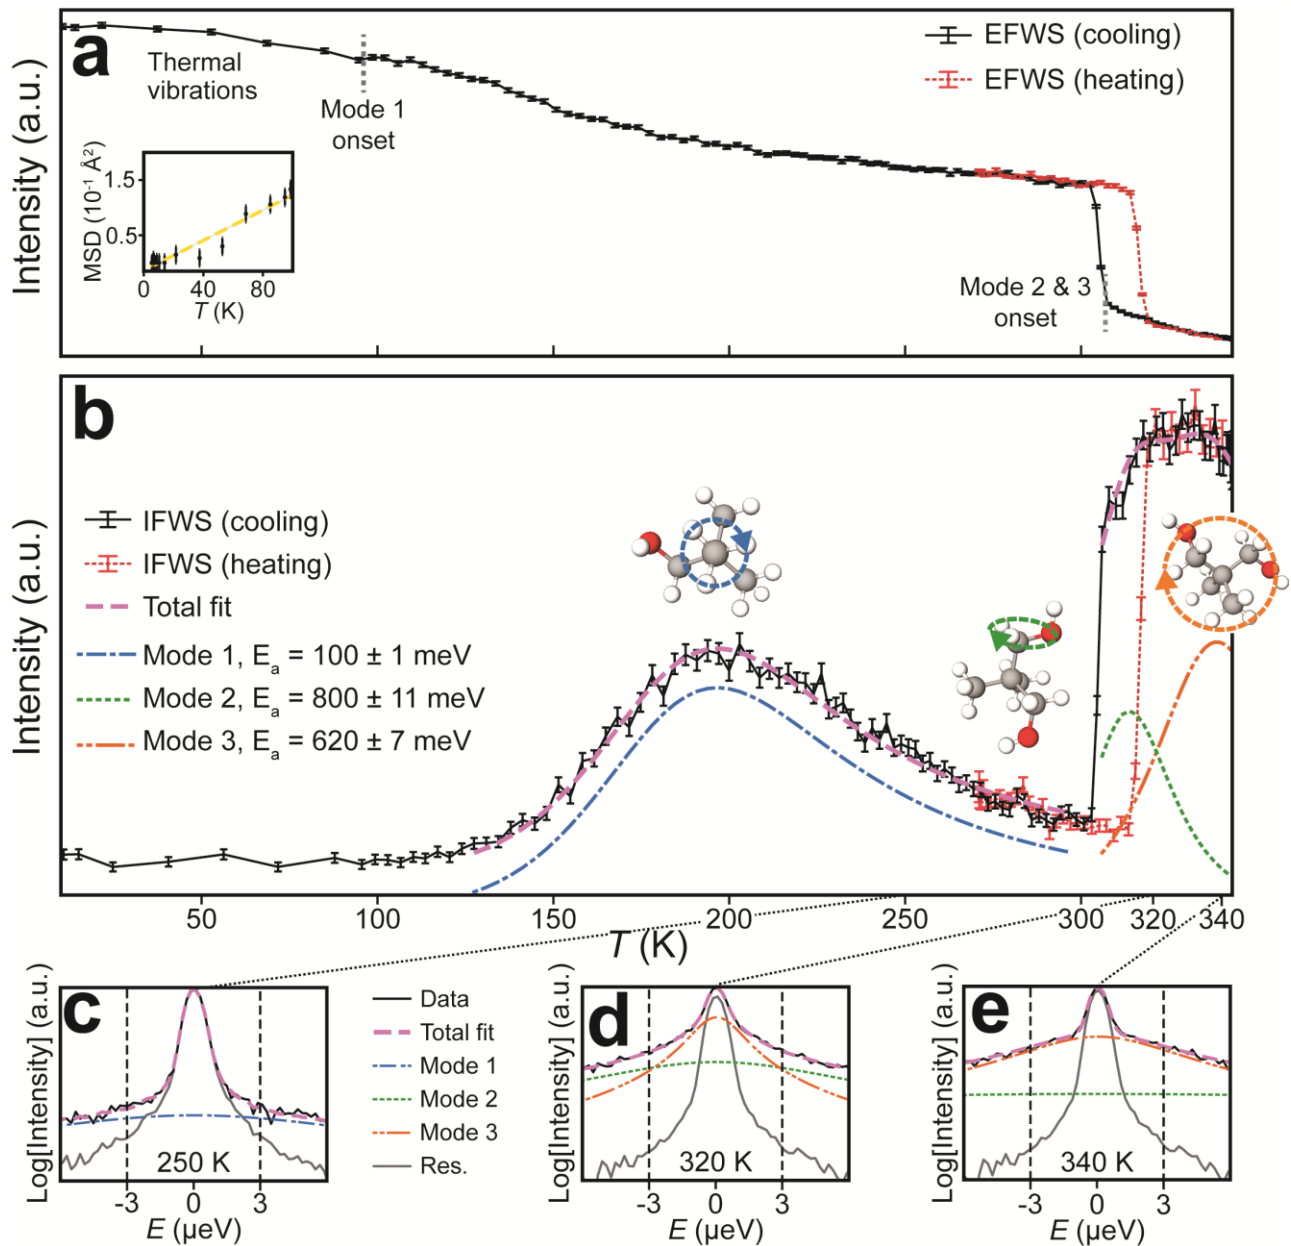 a
Intensity (a.u.)
Thermal
vibrations
Mode 1
onset
EFWS (cooling)
EFWS (heating)
MSD (10⁻¹ Å²)
1.5
0.5
0 40 80
T (K)
Mode 2 & 3
onset
b
Intensity (a.u.)
IFWS (cooling)
IFWS (heating)
Total fit
Mode 1, Eₐ = 100 ± 1 meV
Mode 2, Eₐ = 800 ± 11 meV
Mode 3, Eₐ = 620 ± 7 meV
50 100 150 200 250 300 320 340
T (K)
c
Log[Intensity] (a.u.)
250 K
-3 0 3
E (µeV)
Data
Total fit
Mode 1
Mode 2
Mode 3
Res.
d
Log[Intensity] (a.u.)
320 K
-3 0 3
E (µeV)
e
Log[Intensity] (a.u.)
340 K
-3 0 3
E (µeV)